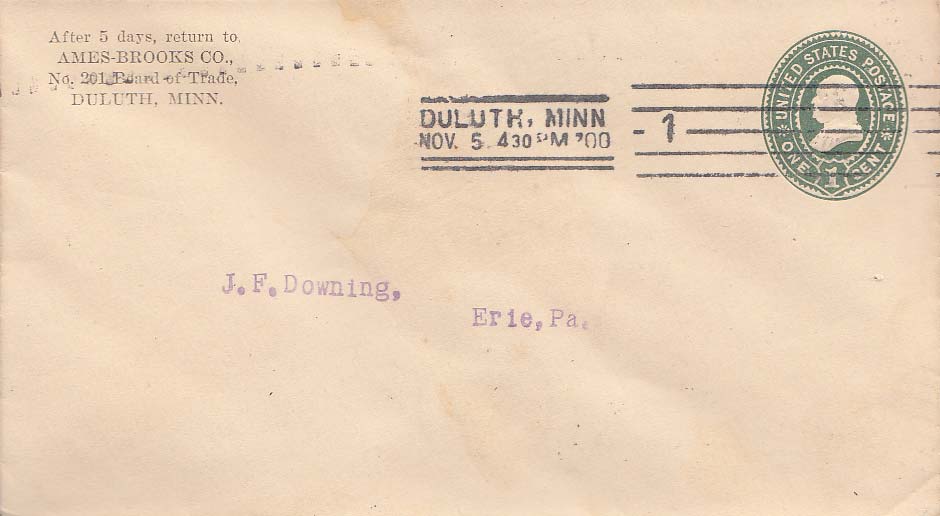 After 5 days, return to
AMES-BROOKS CO.,
No. 201 Board of Trade,
DULUTH, MINN.
DULUTH, MINN
NOV. 5 430 PM '00
1
UNITED STATES POSTAGE
ONE CENT
1
J.F.Downing,
Erie,Pa.